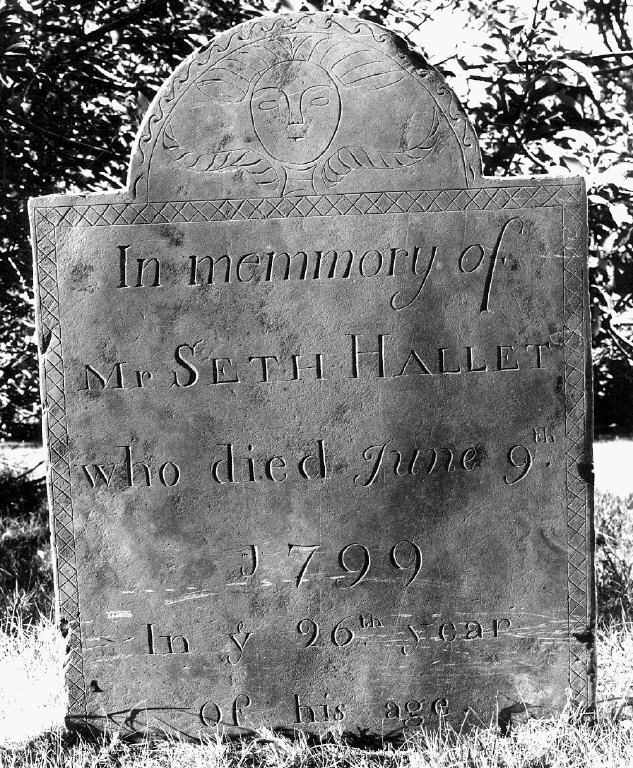 In memmory of
Mr SETH HALLET
who died June 9th.
1799
In ye 26th year
of his age